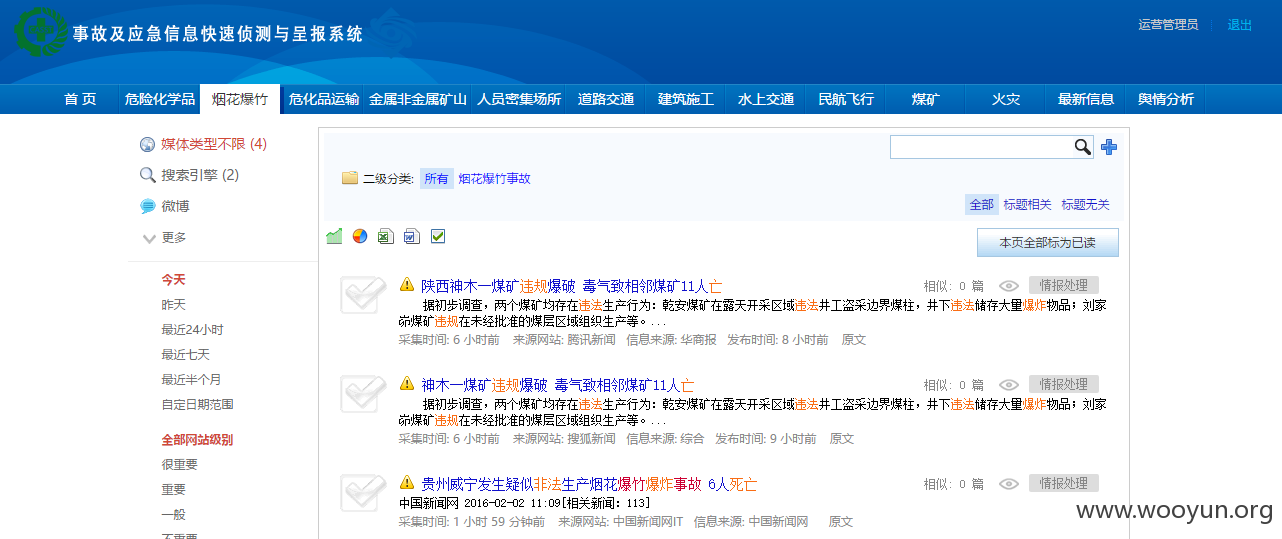 事故及应急信息快速侦测与呈报系统
运营管理员 退出
首 页 危险化学品 烟花爆竹 危化品运输 金属非金属矿山 人员密集场所 道路交通 建筑施工 水上交通 民航飞行 煤矿 火灾 最新信息 舆情分析
媒体类型不限 (4)
搜索引擎 (2)
微博
更多
今天
昨天
最近24小时
最近七天
最近半个月
自定日期范围
全部网站级别
很重要
重要
一般
不重要
二级分类: 所有 烟花爆竹事故
全部 标题相关 标题无关
本页全部标为已读
陕西神木一煤矿违规爆破 毒气致相邻煤矿11人亡 相似: 0 篇 情报处理
据初步调查，两个煤矿均存在违法生产行为：乾安煤矿在露天开采区域违法井工盗采边界煤柱，井下违法储存大量爆炸物品；刘家
峁煤矿违规在未经批准的煤层区域组织生产等。...
采集时间: 6 小时前 来源网站: 腾讯新闻 信息来源: 华商报 发布时间: 8 小时前 原文
神木一煤矿违规爆破 毒气致相邻煤矿11人亡 相似: 0 篇 情报处理
据初步调查，两个煤矿均存在违法生产行为：乾安煤矿在露天开采区域违法井工盗采边界煤柱，井下违法储存大量爆炸物品；刘家
峁煤矿违规在未经批准的煤层区域组织生产等。...
采集时间: 6 小时前 来源网站: 搜狐新闻 信息来源: 综合 发布时间: 9 小时前 原文
贵州威宁发生疑似非法生产烟花爆竹爆炸事故 6人死亡 相似: 0 篇 情报处理
中国新闻网 2016-02-02 11:09[相关新闻: 113]
采集时间: 1 小时 59 分钟前 来源网站: 中国新闻网IT 信息来源: 中国新闻网 原文
www.wooyun.org